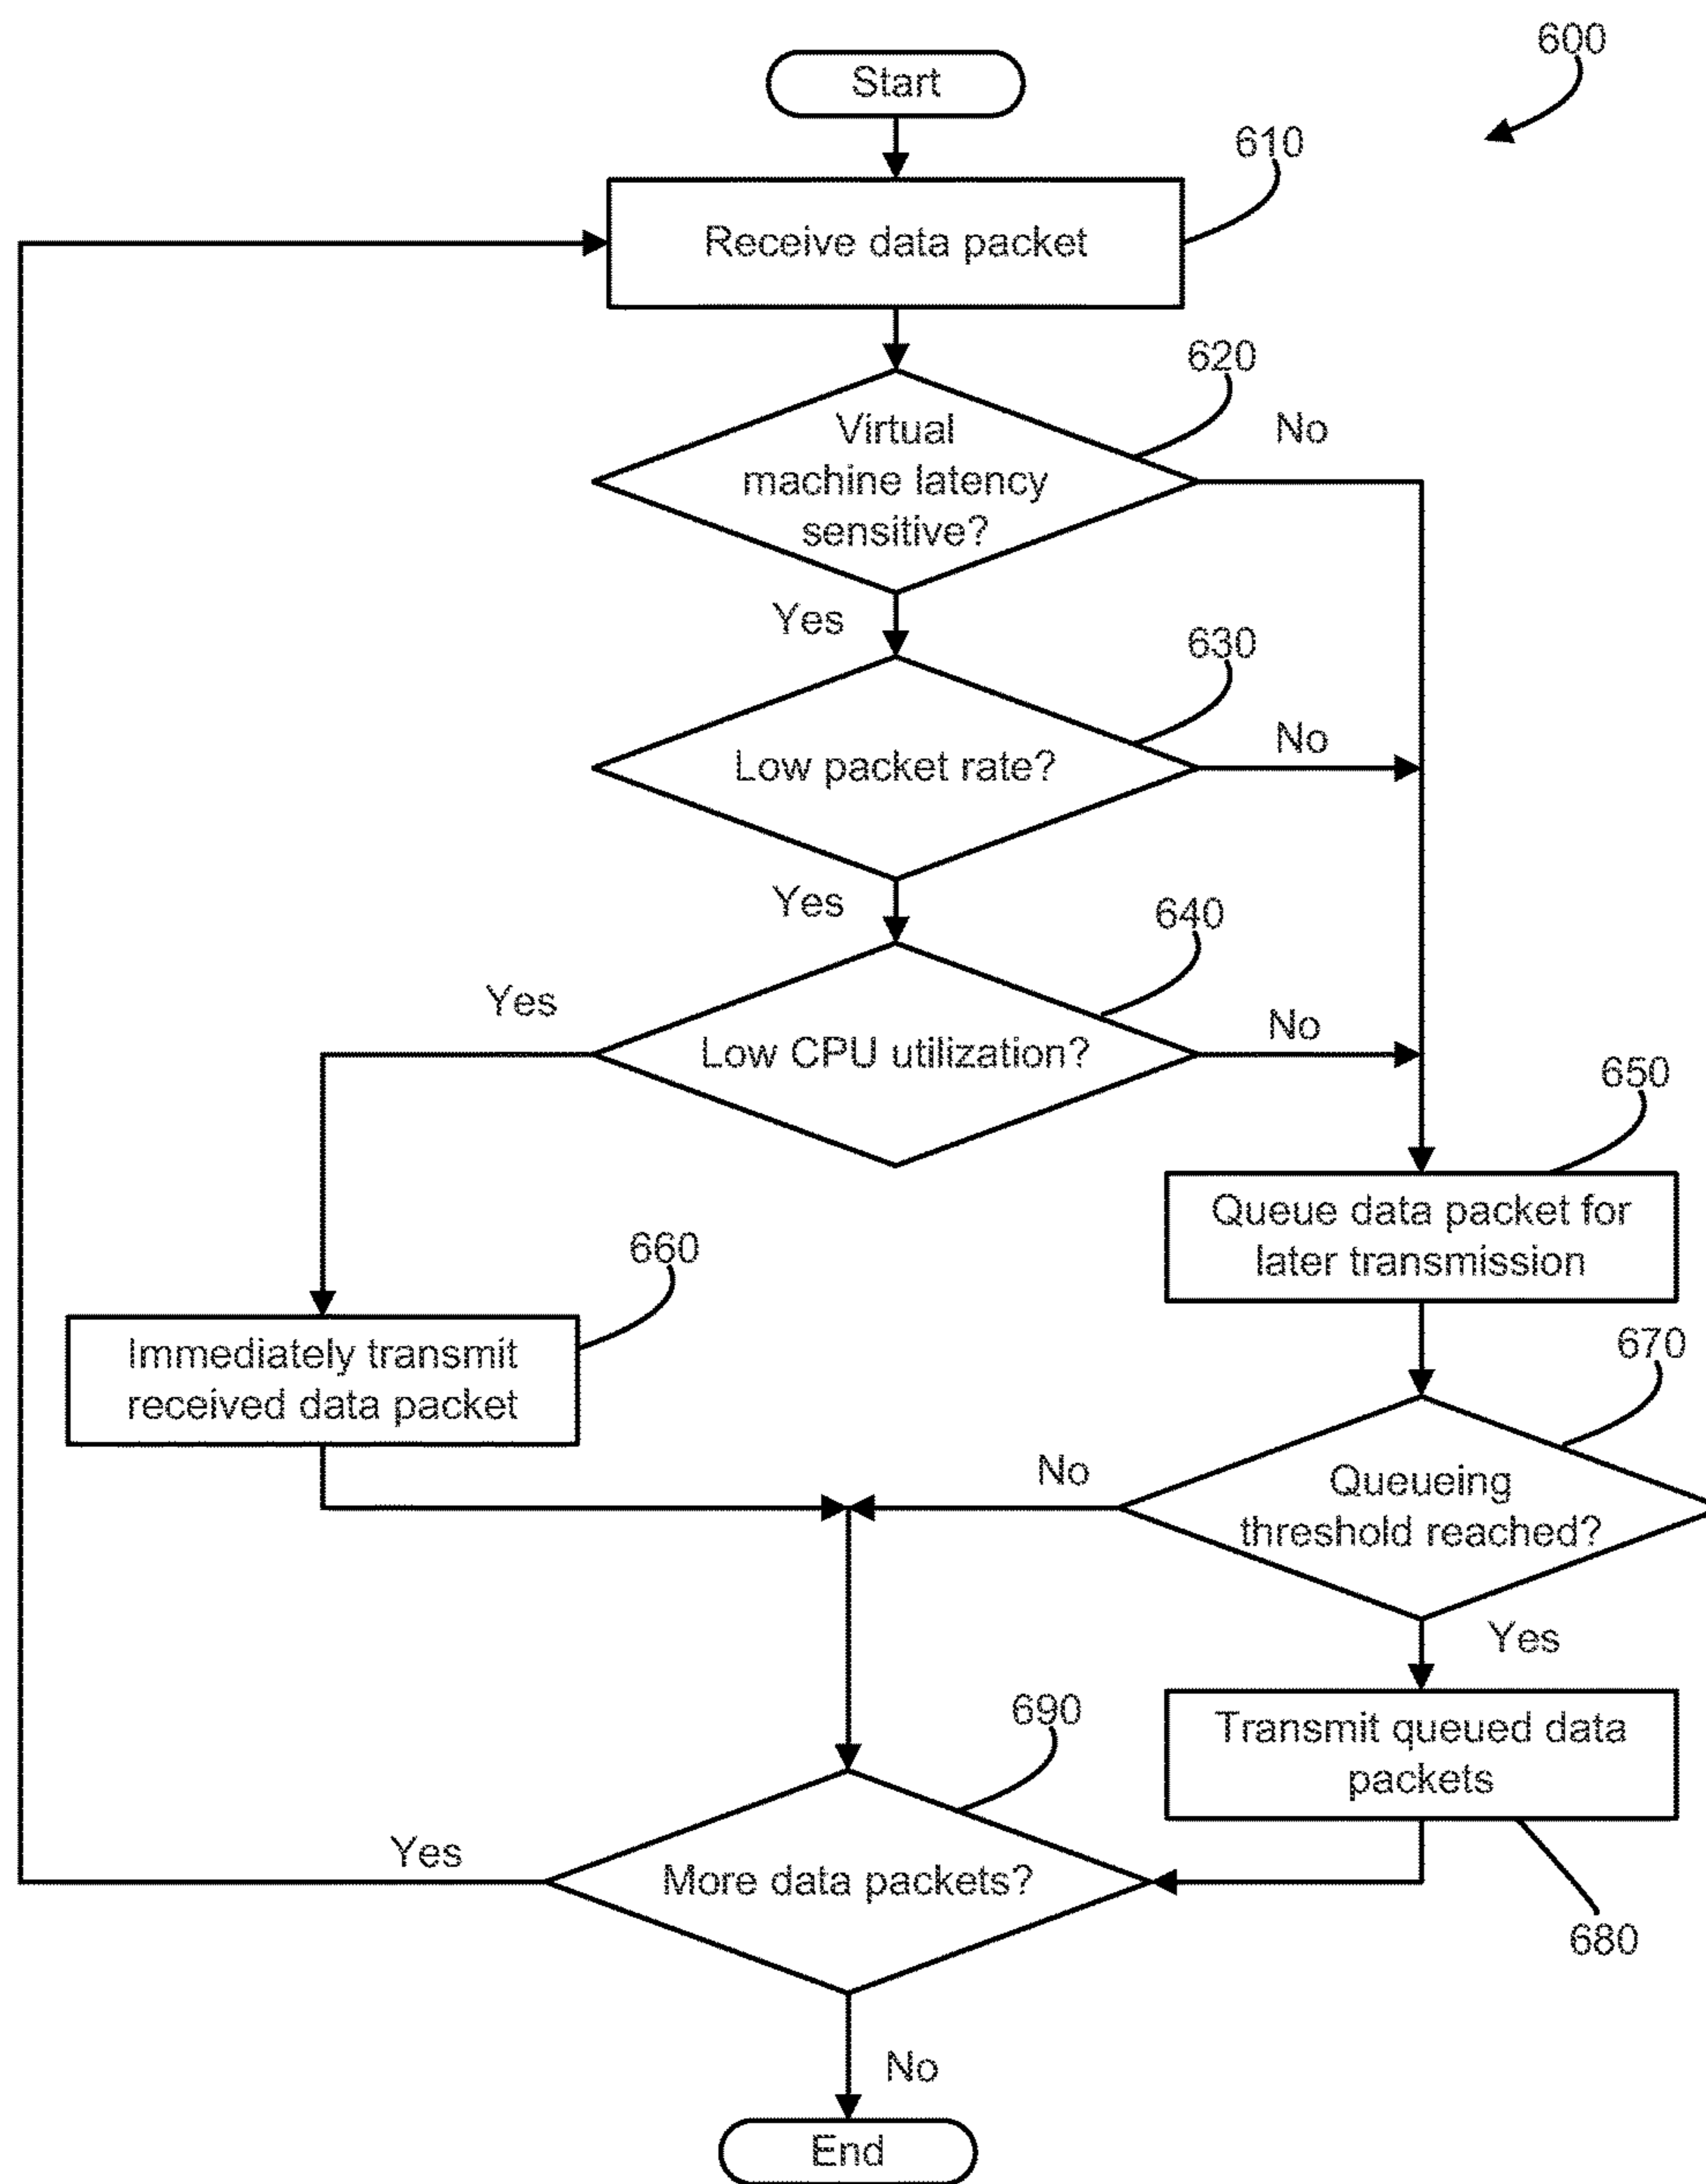 600
Start
610
Receive data packet
620
Virtual
machine latency
sensitive?
No
Yes
630
Low packet rate?
No
Yes
640
Low CPU utilization?
Yes
No
650
Queue data packet for
later transmission
660
Immediately transmit
received data packet
670
Queueing
threshold reached?
No
Yes
Transmit queued data
packets
680
690
More data packets?
Yes
No
End